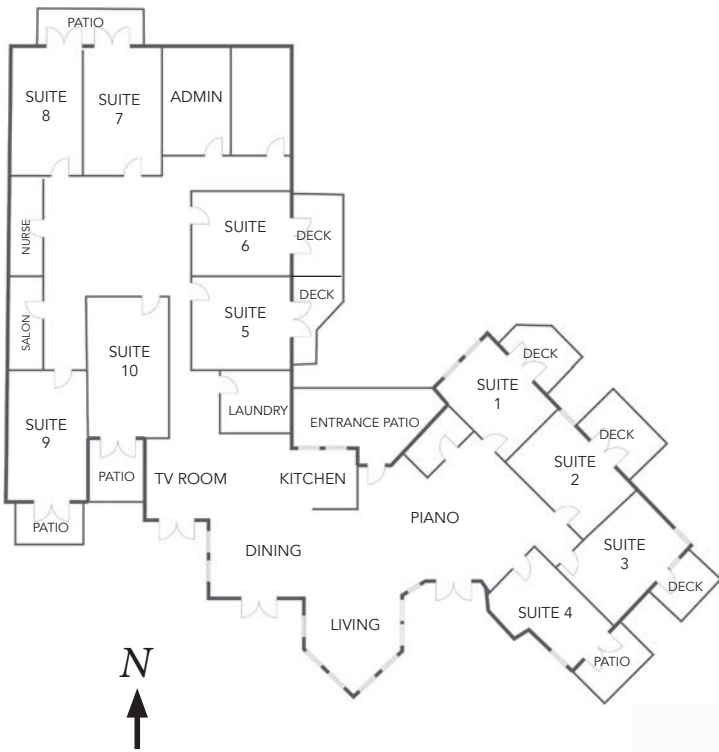 PATIO
SUITE
8
SUITE
7
ADMIN
NURSE
SUITE
6
DECK
SALON
SUITE
5
DECK
SUITE
10
SUITE
9
LAUNDRY
ENTRANCE PATIO
SUITE
1
DECK
SUITE
2
DECK
PATIO
TV ROOM
KITCHEN
PIANO
PATIO
DINING
SUITE
3
DECK
LIVING
SUITE 4
PATIO
N